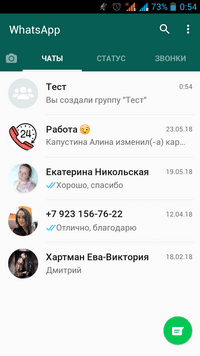 73% 0:54
WhatsApp
ЧАТЫ СТАТУС ЗВОНКИ
Тест 0:54
Вы создали группу "Тест"
24
Работа😏 23.05.18
Капустина Алина изменил(-а) кар...
Екатерина Никольская 19.05.18
Хорошо, спасибо
+7 923 156-76-22 12.04.18
Отлично, благодарю
Хартман Ева-Виктория 18.02.18
Дмитрий